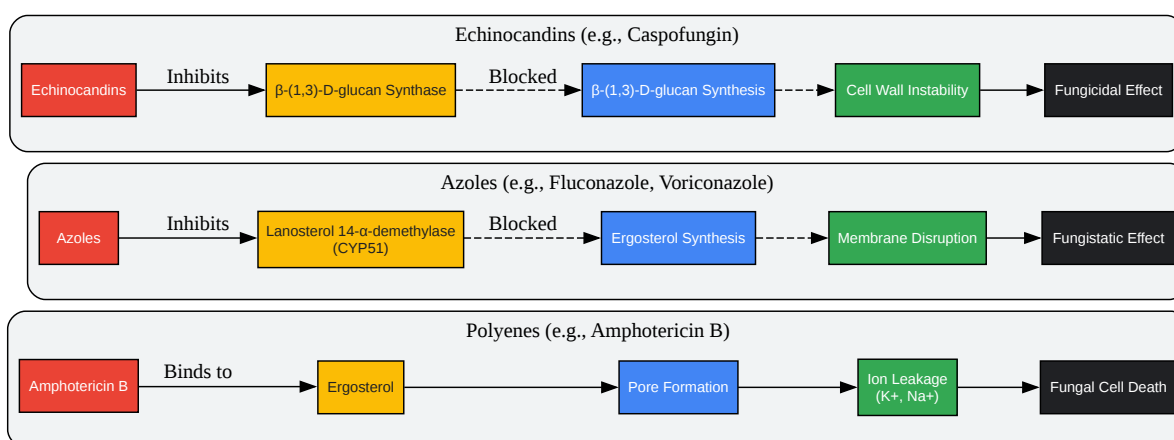 Echinocandins (e.g., Caspofungin)
Echinocandins
Inhibits
β-(1,3)-D-glucan Synthase
Blocked
β-(1,3)-D-glucan Synthesis
Cell Wall Instability
Fungicidal Effect
Azoles (e.g., Fluconazole, Voriconazole)
Azoles
Inhibits
Lanosterol 14-α-demethylase
(CYP51)
Blocked
Ergosterol Synthesis
Membrane Disruption
Fungistatic Effect
Polyenes (e.g., Amphotericin B)
Amphotericin B
Binds to
Ergosterol
Pore Formation
Ion Leakage
(K+, Na+)
Fungal Cell Death